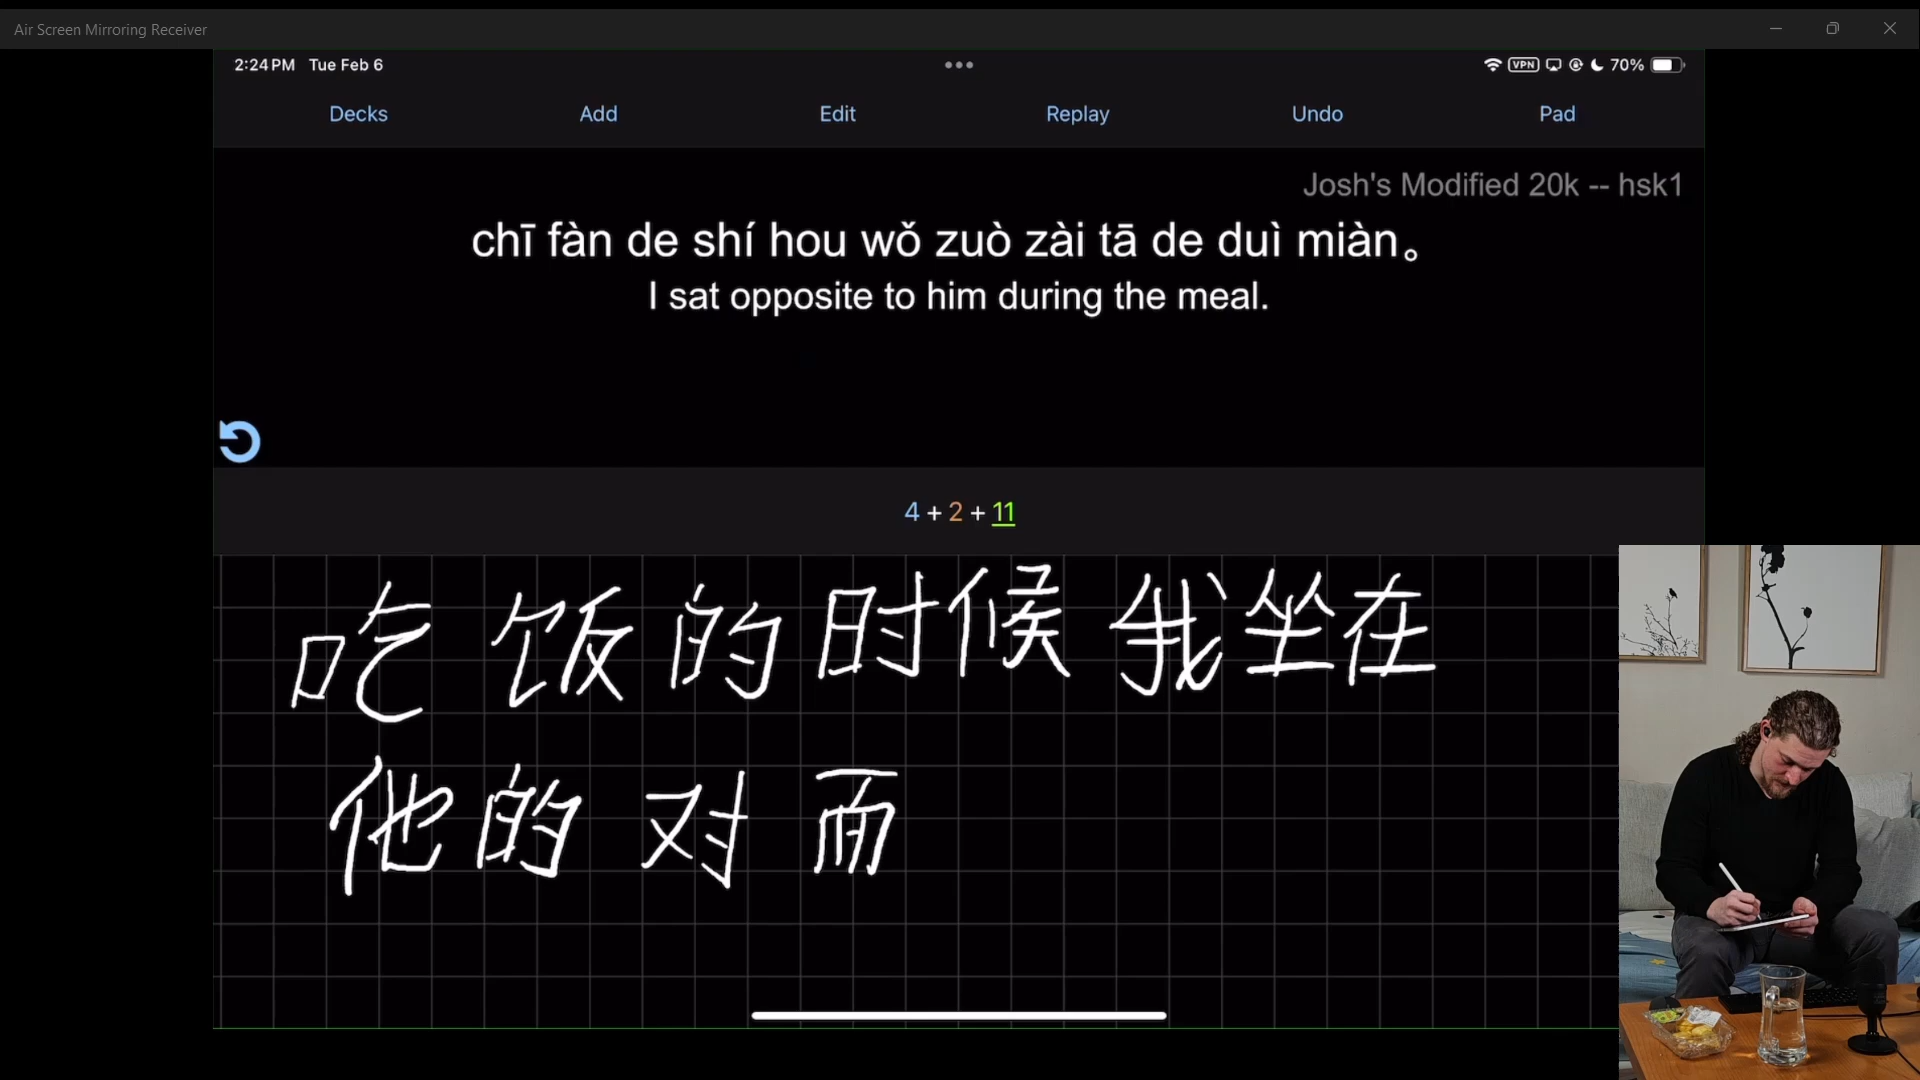 Air Screen Mirroring Receiver
2:24 PM Tue Feb 6 VPN 70%
Decks Add Edit Replay Undo Pad
Josh's Modified 20k -- hsk1
chī fàn de shí hou wǒ zuò zài tā de duì miàn。
I sat opposite to him during the meal.
4 + 2 + 11
吃饭的时候我坐在
他的对面